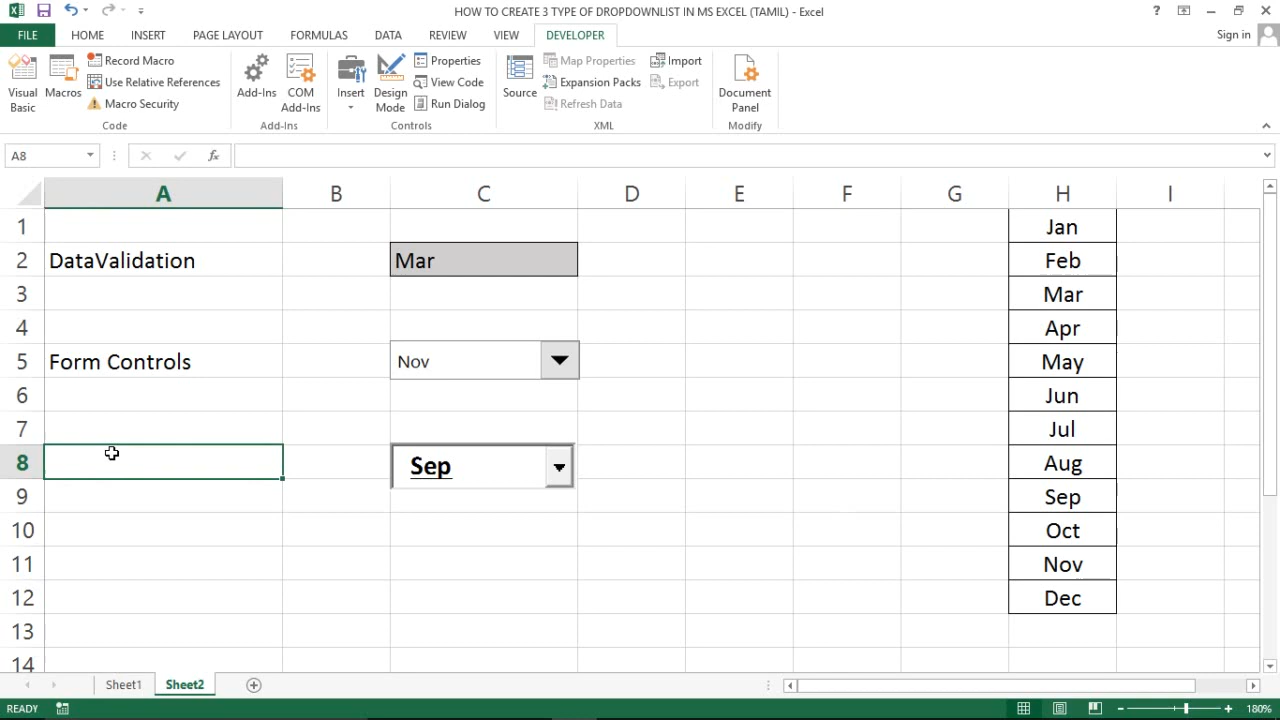 HOW TO CREATE 3 TYPE OF DROPDOWNLIST IN MS EXCEL (TAMIL) - Excel
FILE HOME INSERT PAGE LAYOUT FORMULAS DATA REVIEW VIEW DEVELOPER Sign in
Visual Basic
Macros
Record Macro
Use Relative References
Macro Security
Code
Add-Ins
COM Add-Ins
Add-Ins
Insert
Design Mode
Properties
View Code
Run Dialog
Controls
Source
Map Properties
Expansion Packs
Refresh Data
Import
Export
XML
Document Panel
Modify
A8 fx
A B C D E F G H I
1 Jan
2 DataValidation Mar Feb
3 Mar
4 Apr
5 Form Controls Nov May
6 Jun
7 Jul
8 Sep Aug
9 Sep
10 Oct
11 Nov
12 Dec
13
14
Sheet1 Sheet2
READY 180%